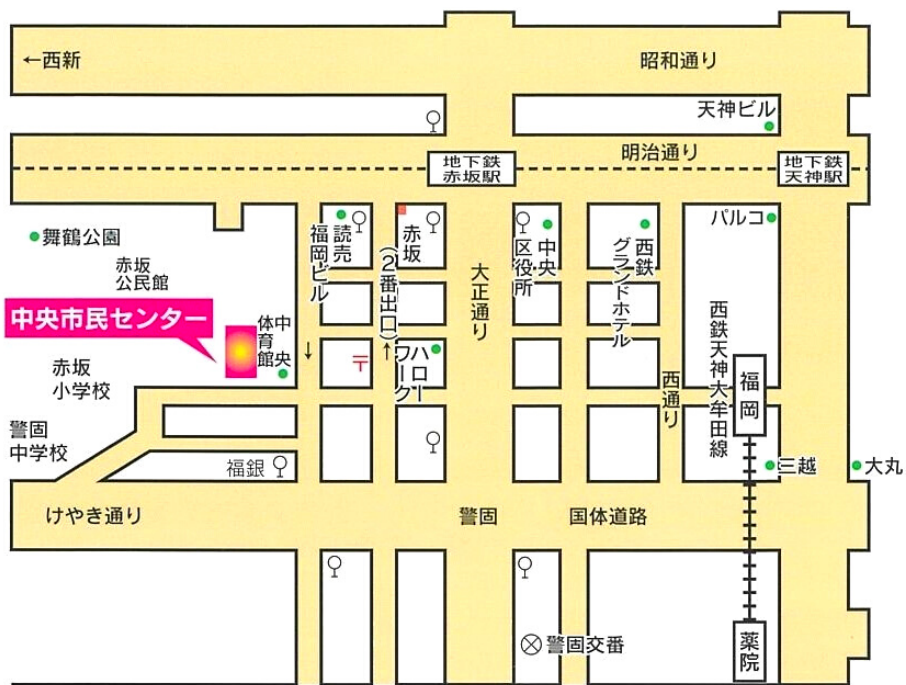 ←西新
昭和通り
天神ビル
明治通り
地下鉄
赤坂駅
地下鉄
天神駅
舞鶴公園
赤坂
公民館
中央市民センター
中央
体育館
赤坂
小学校
警固
中学校
読売
福岡ビル
↓
赤坂
(2番出口)
↑
〒
ハロー
ワーク
大正通り
中央
区役所
西鉄
グランドホテル
西通り
パルコ
西鉄天神大牟田線
福岡
三越
大丸
福銀
けやき通り
警固
国体道路
警固交番
薬院